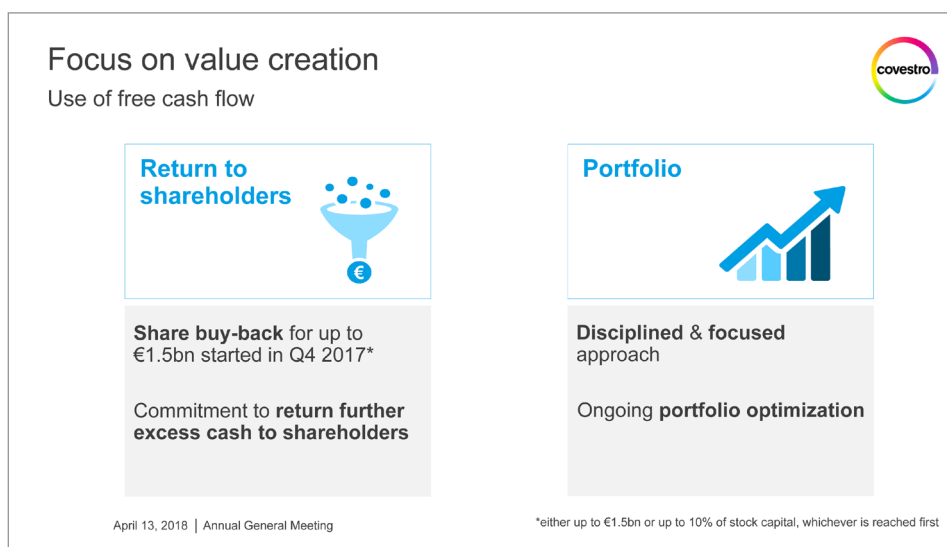 Focus on value creation
Use of free cash flow
covestro
Return to
shareholders
€
Share buy-back for up to
€1.5bn started in Q4 2017*
Commitment to return further
excess cash to shareholders
Portfolio
Disciplined & focused
approach
Ongoing portfolio optimization
April 13, 2018 | Annual General Meeting
*either up to €1.5bn or up to 10% of stock capital, whichever is reached first